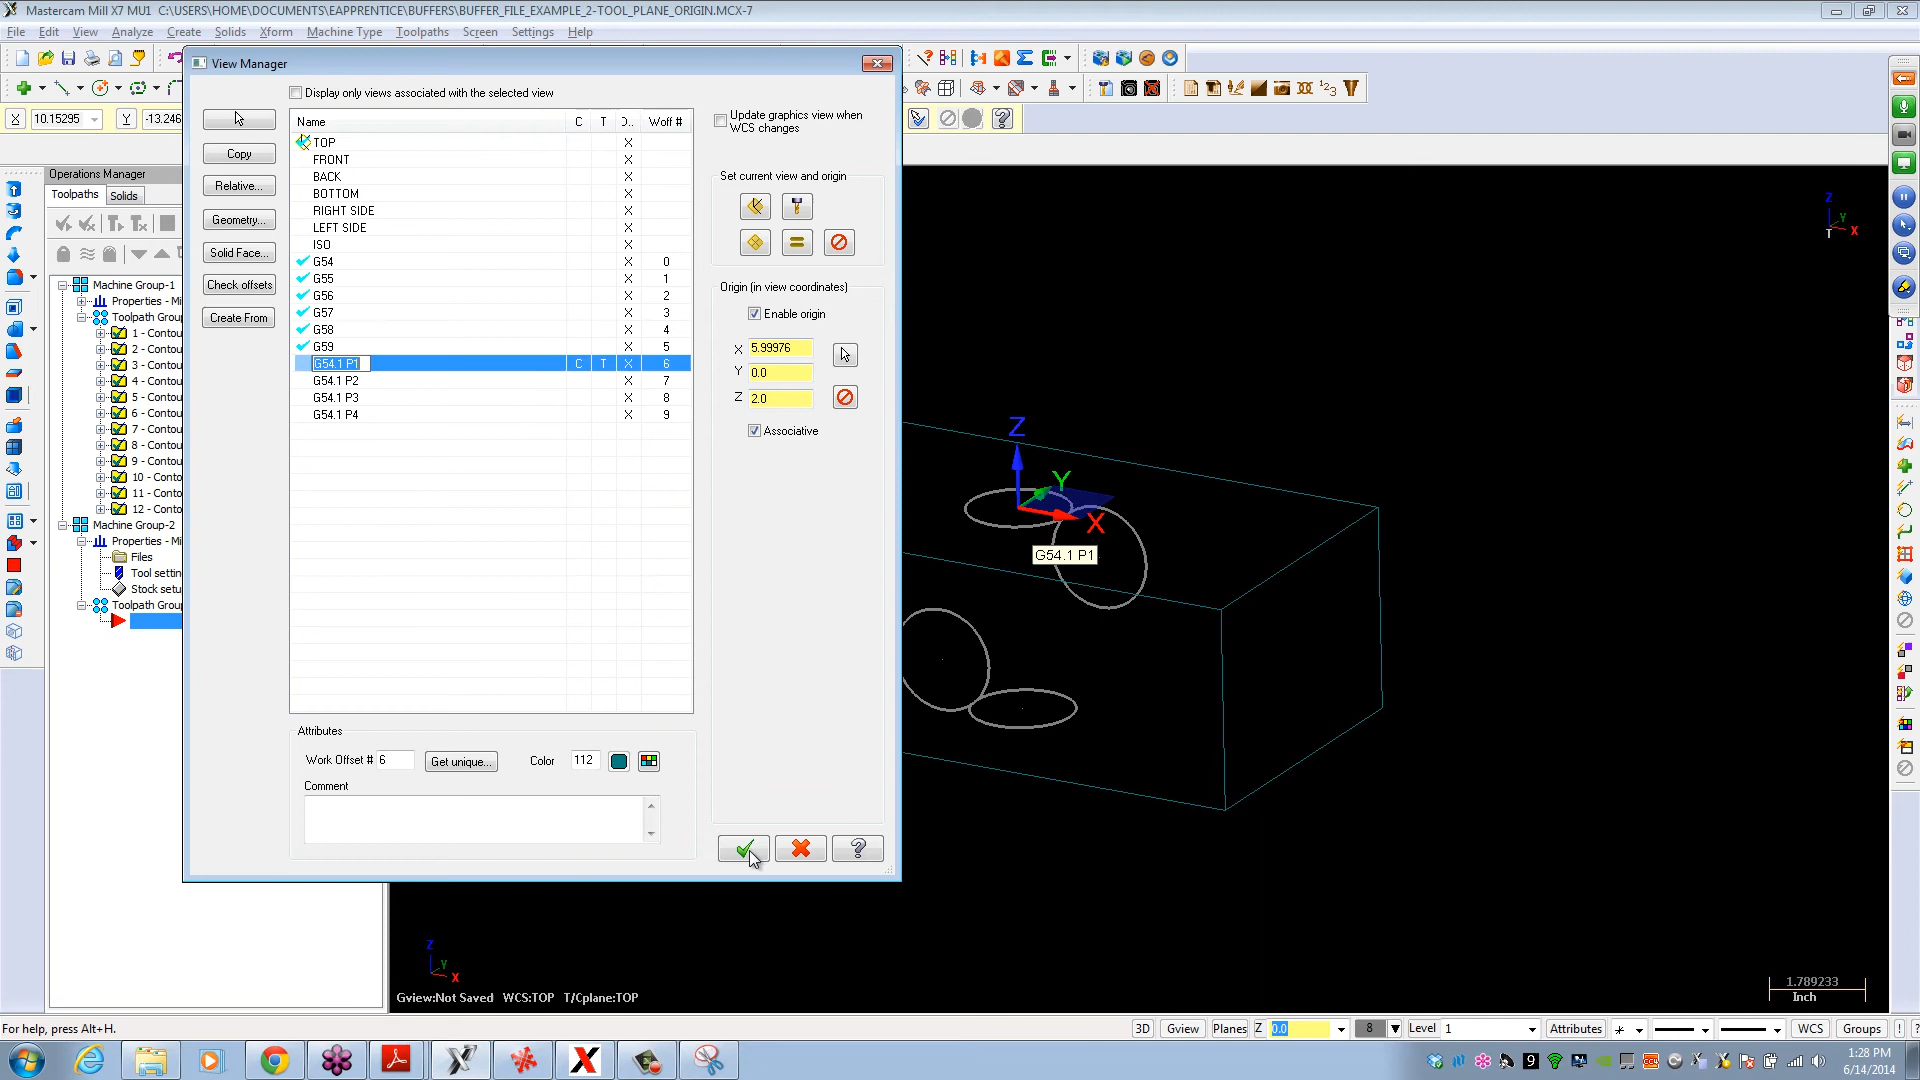 Mastercam Mill X7 MU1 C:\USERS\HOME\DOCUMENTS\EAPPRENTICE\BUFFERS\BUFFER_FILE_EXAMPLE_2-TOOL_PLANE_ORIGIN.MCX-7
File Edit View Analyze Create Solids Xform Machine Type Toolpaths Screen Settings Help
View Manager
X 10.15295 Y -13.246
Display only views associated with the selected view
Copy
Relative...
Geometry...
Solid Face...
Check offsets
Create From
Name C T D.. Woff #
TOP X
FRONT X
BACK X
BOTTOM X
RIGHT SIDE X
LEFT SIDE X
ISO X
G54 X 0
G55 X 1
G56 X 2
G57 X 3
G58 X 4
G59 X 5
G54.1 P1 C T X 6
G54.1 P2 X 7
G54.1 P3 X 8
G54.1 P4 X 9
Update graphics view when
WCS changes
Set current view and origin
Origin (in view coordinates)
Enable origin
X 5.99976
Y 0.0
Z 2.0
Associative
Attributes
Work Offset # 6 Get unique... Color 112
Comment
Operations Manager
Toolpaths Solids
Machine Group-1
Properties - Mi
Toolpath Grou
1 - Contou
2 - Contou
3 - Contou
4 - Contou
5 - Contou
6 - Contou
7 - Contou
8 - Contou
9 - Contou
10 - Conto
11 - Conto
12 - Conto
Machine Group-2
Properties - Mi
Files
Tool settin
Stock setu
Toolpath Grou
Z
Y
X
T
Z
Y
X
G54.1 P1
Z
Y
X
Gview:Not Saved WCS:TOP T/Cplane:TOP
1.789233
Inch
For help, press Alt+H.
3D Gview Planes Z 0.0 8 Level 1 Attributes WCS Groups ! ?
1:28 PM
6/14/2014